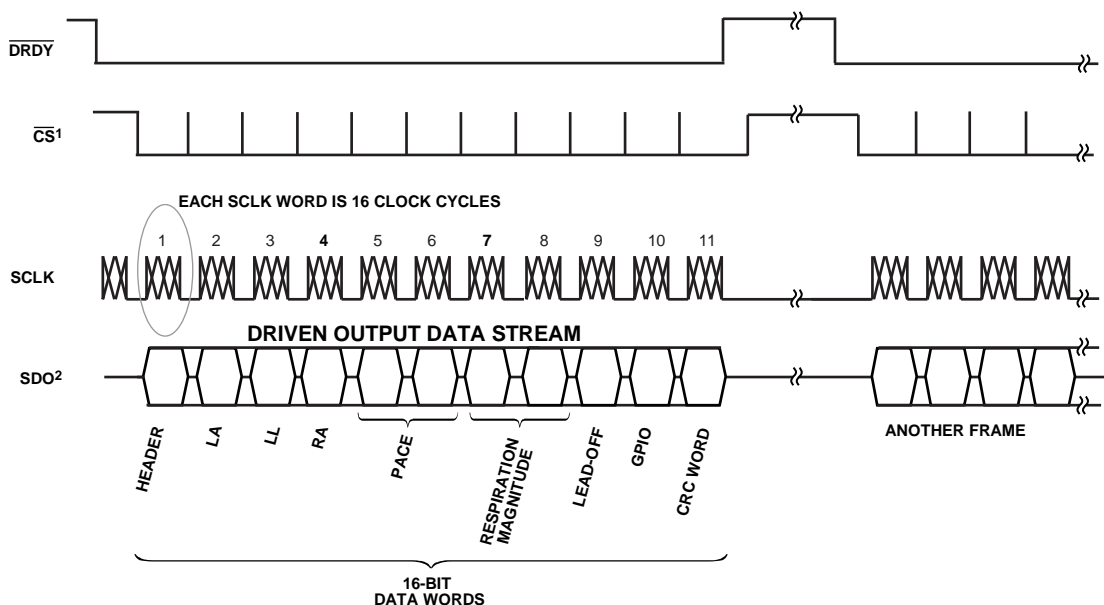 DRDY
CS1
EACH SCLK WORD IS 16 CLOCK CYCLES
1 2 3 4 5 6 7 8 9 10 11
SCLK
DRIVEN OUTPUT DATA STREAM
SDO2
HEADER
LA
LL
RA
PACE
RESPIRATION
MAGNITUDE
LEAD-OFF
GPIO
CRC WORD
ANOTHER FRAME
16-BIT
DATA WORDS